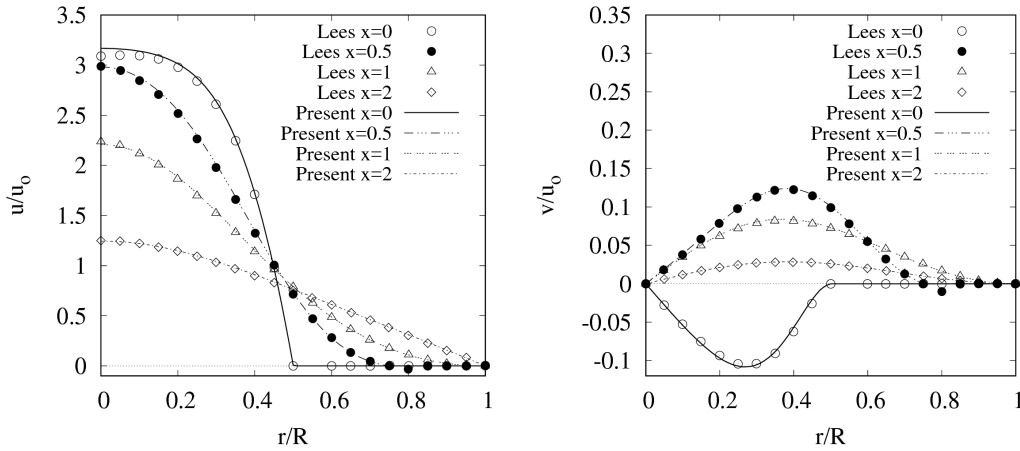 3.5
3
2.5
2
1.5
1
0.5
0
0 0.2 0.4 0.6 0.8 1
u/u₀
r/R
Lees x=0
Lees x=0.5
Lees x=1
Lees x=2
Present x=0
Present x=0.5
Present x=1
Present x=2
0.35
0.3
0.25
0.2
0.15
0.1
0.05
0
-0.05
-0.1
0 0.2 0.4 0.6 0.8 1
v/u₀
r/R
Lees x=0
Lees x=0.5
Lees x=1
Lees x=2
Present x=0
Present x=0.5
Present x=1
Present x=2